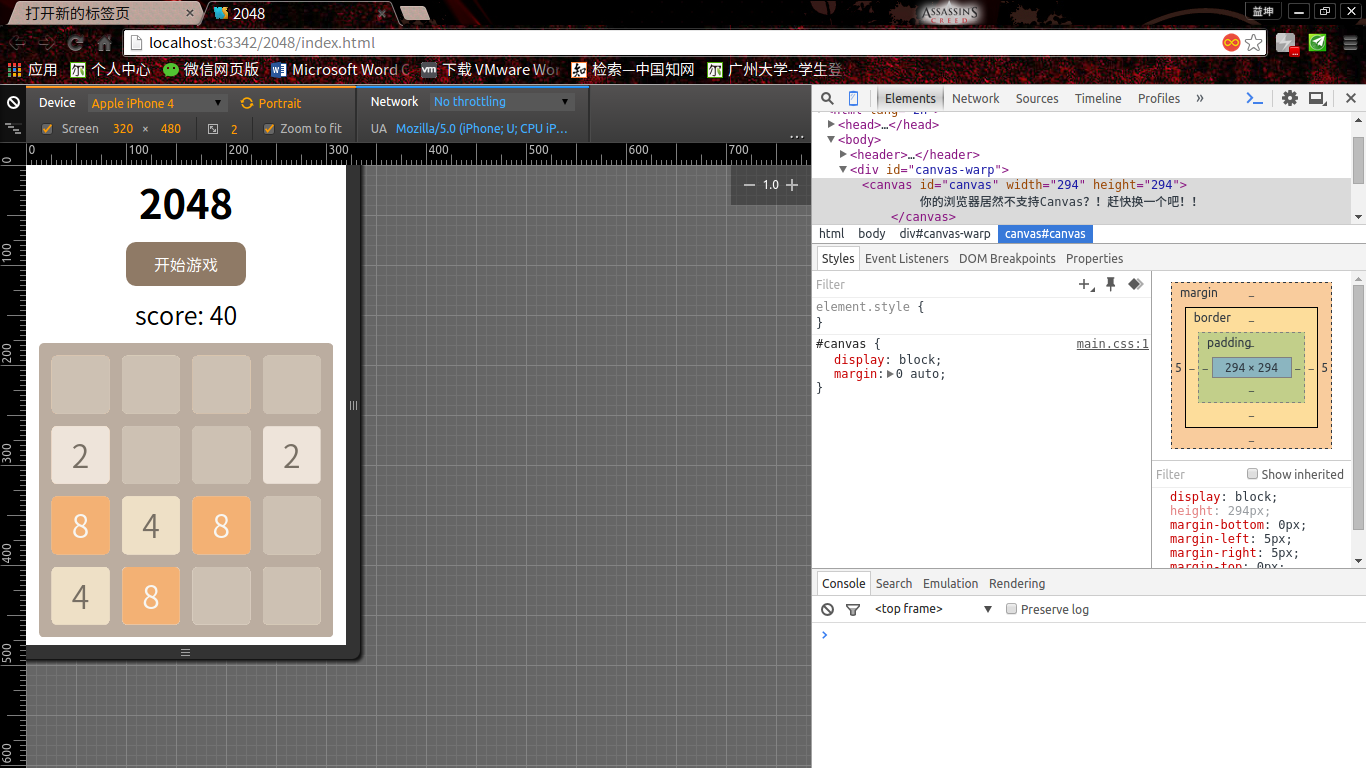 打开新的标签页 × 2048 × ASSASSINS CREED 益坤
localhost:63342/2048/index.html
应用 个人中心 微信网页版 Microsoft Word 下载 VMware Wor 检索—中国知网 广州大学--学生登
Device Apple iPhone 4 Portrait Network No throttling
Screen 320 × 480 2 Zoom to fit UA Mozilla/5.0 (iPhone; U; CPU iP... ...
0 100 200 300 400 500 600 700
0
100
200
300
400
500
600
1.0
2048
开始游戏
score: 40
2 2
8 4 8
4 8
Elements Network Sources Timeline Profiles »
<head>…</head>
<body>
<header>…</header>
<div id="canvas-warp">
<canvas id="canvas" width="294" height="294">
你的浏览器居然不支持Canvas？！赶快换一个吧！！
</canvas>
html body div#canvas-warp canvas#canvas
Styles Event Listeners DOM Breakpoints Properties
Filter
element.style {
}
#canvas { main.css:1
display: block;
margin: 0 auto;
}
margin –
border –
padding –
5 – – 294 × 294 – – 5
–
–
–
Filter Show inherited
display: block;
height: 294px;
margin-bottom: 0px;
margin-left: 5px;
margin-right: 5px;
margin-top: 0px;
Console Search Emulation Rendering
<top frame> Preserve log